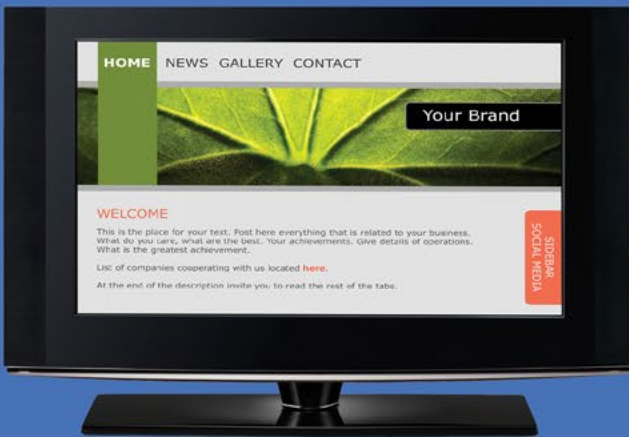 HOME NEWS GALLERY CONTACT
Your Brand
WELCOME
This is the place for your text. Post here everything that is related to your business.
What do you care, what are the best. Your achievements. Give details of operations.
What is the greatest achievement.
List of companies cooperating with us located here.
At the end of the description invite you to read the rest of the tabs.
SIDEBAR
SOCIAL MEDIA